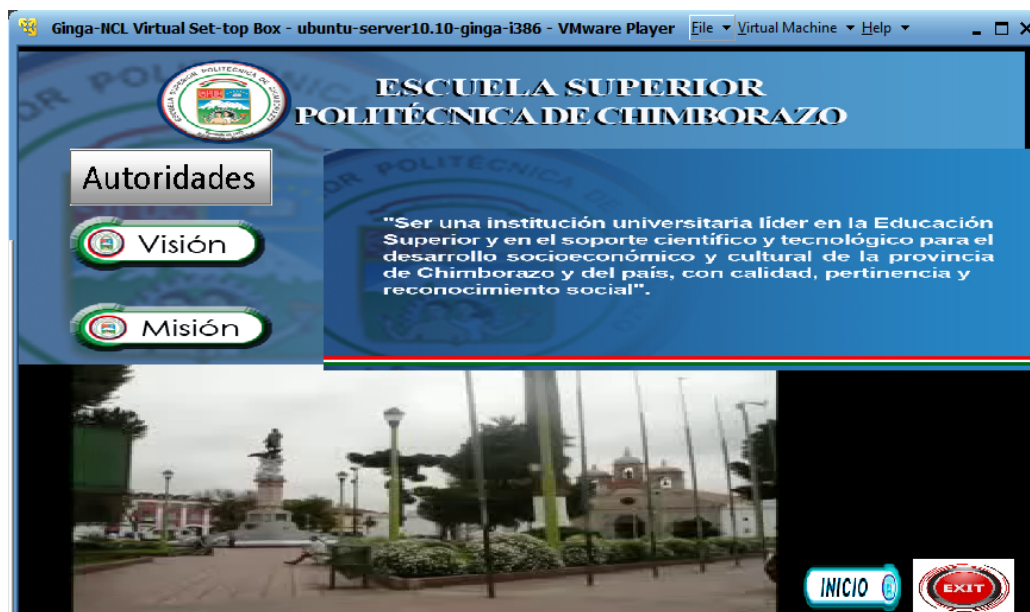 Ginga-NCL Virtual Set-top Box - ubuntu-server10.10-ginga-i386 - VMware Player File Virtual Machine Help
ESCUELA SUPERIOR
POLITÉCNICA DE CHIMBORAZO
Autoridades
Visión
Misión
"Ser una institución universitaria líder en la Educación
Superior y en el soporte científico y tecnológico para el
desarrollo socioeconómico y cultural de la provincia
de Chimborazo y del país, con calidad, pertinencia y
reconocimiento social".
INICIO
EXIT